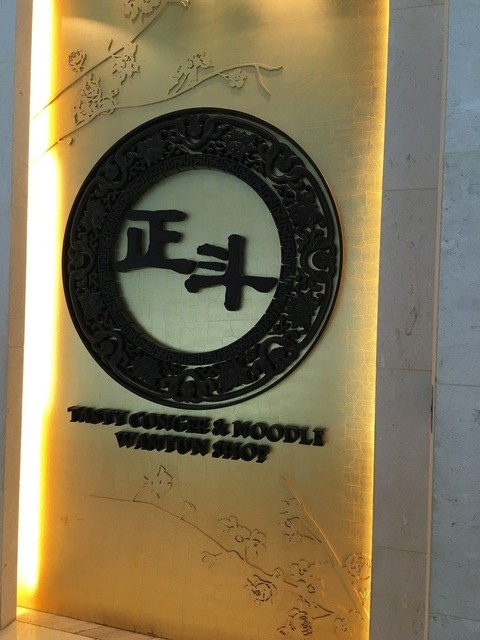 正斗
TASTY CONGEE & NOODLE
WANTUN SHOP